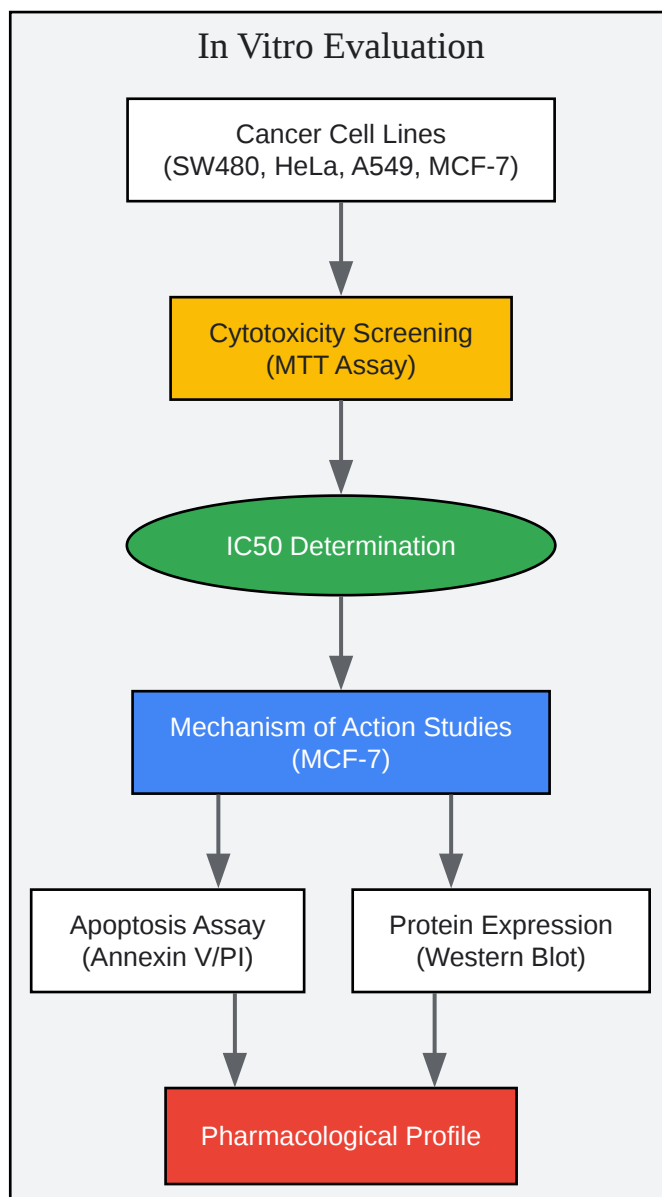 In Vitro Evaluation
Cancer Cell Lines
(SW480, HeLa, A549, MCF-7)
Cytotoxicity Screening
(MTT Assay)
IC50 Determination
Mechanism of Action Studies
(MCF-7)
Apoptosis Assay
(Annexin V/PI)
Protein Expression
(Western Blot)
Pharmacological Profile